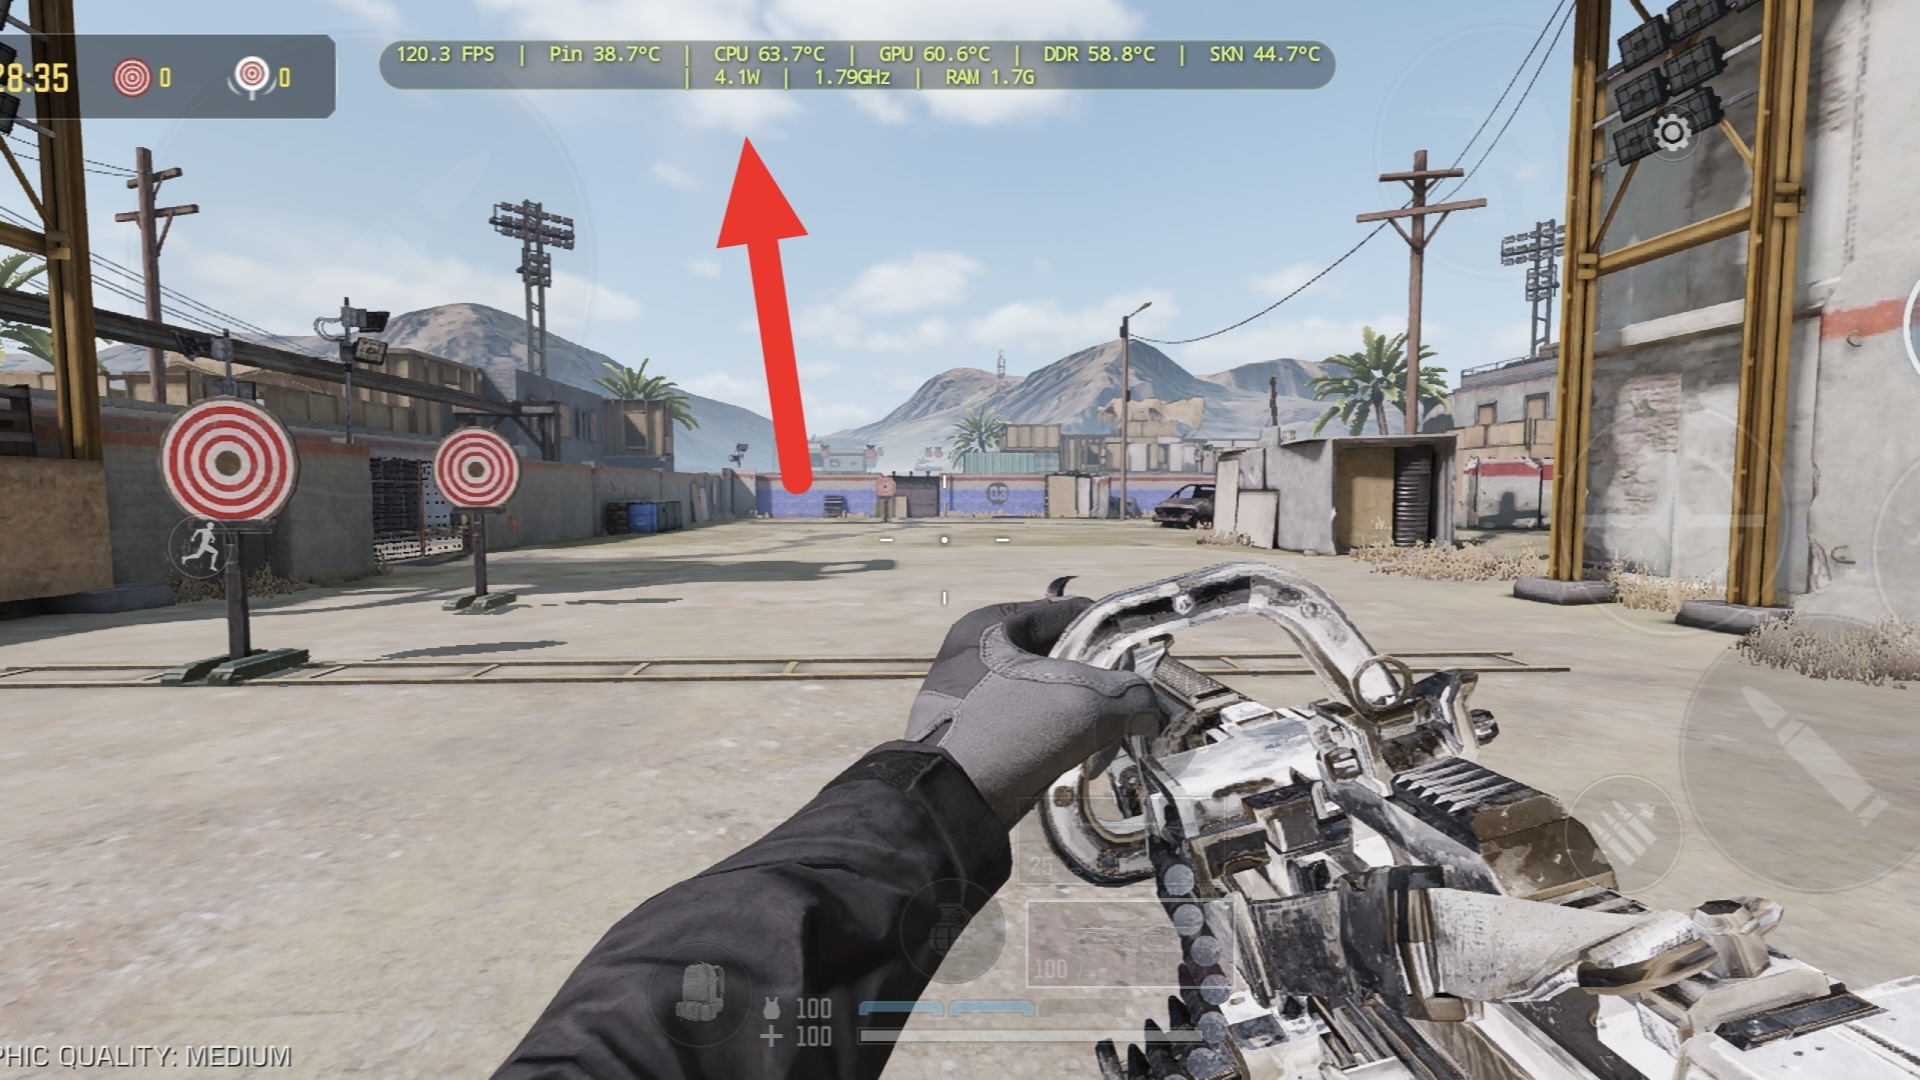 28:35
0
0
120.3 FPS | Pin 38.7°C | CPU 63.7°C | GPU 60.6°C | DDR 58.8°C | SKN 44.7°C
| 4.1W | 1.79GHz | RAM 1.7G
03
25
100
100
100
PHIC QUALITY: MEDIUM